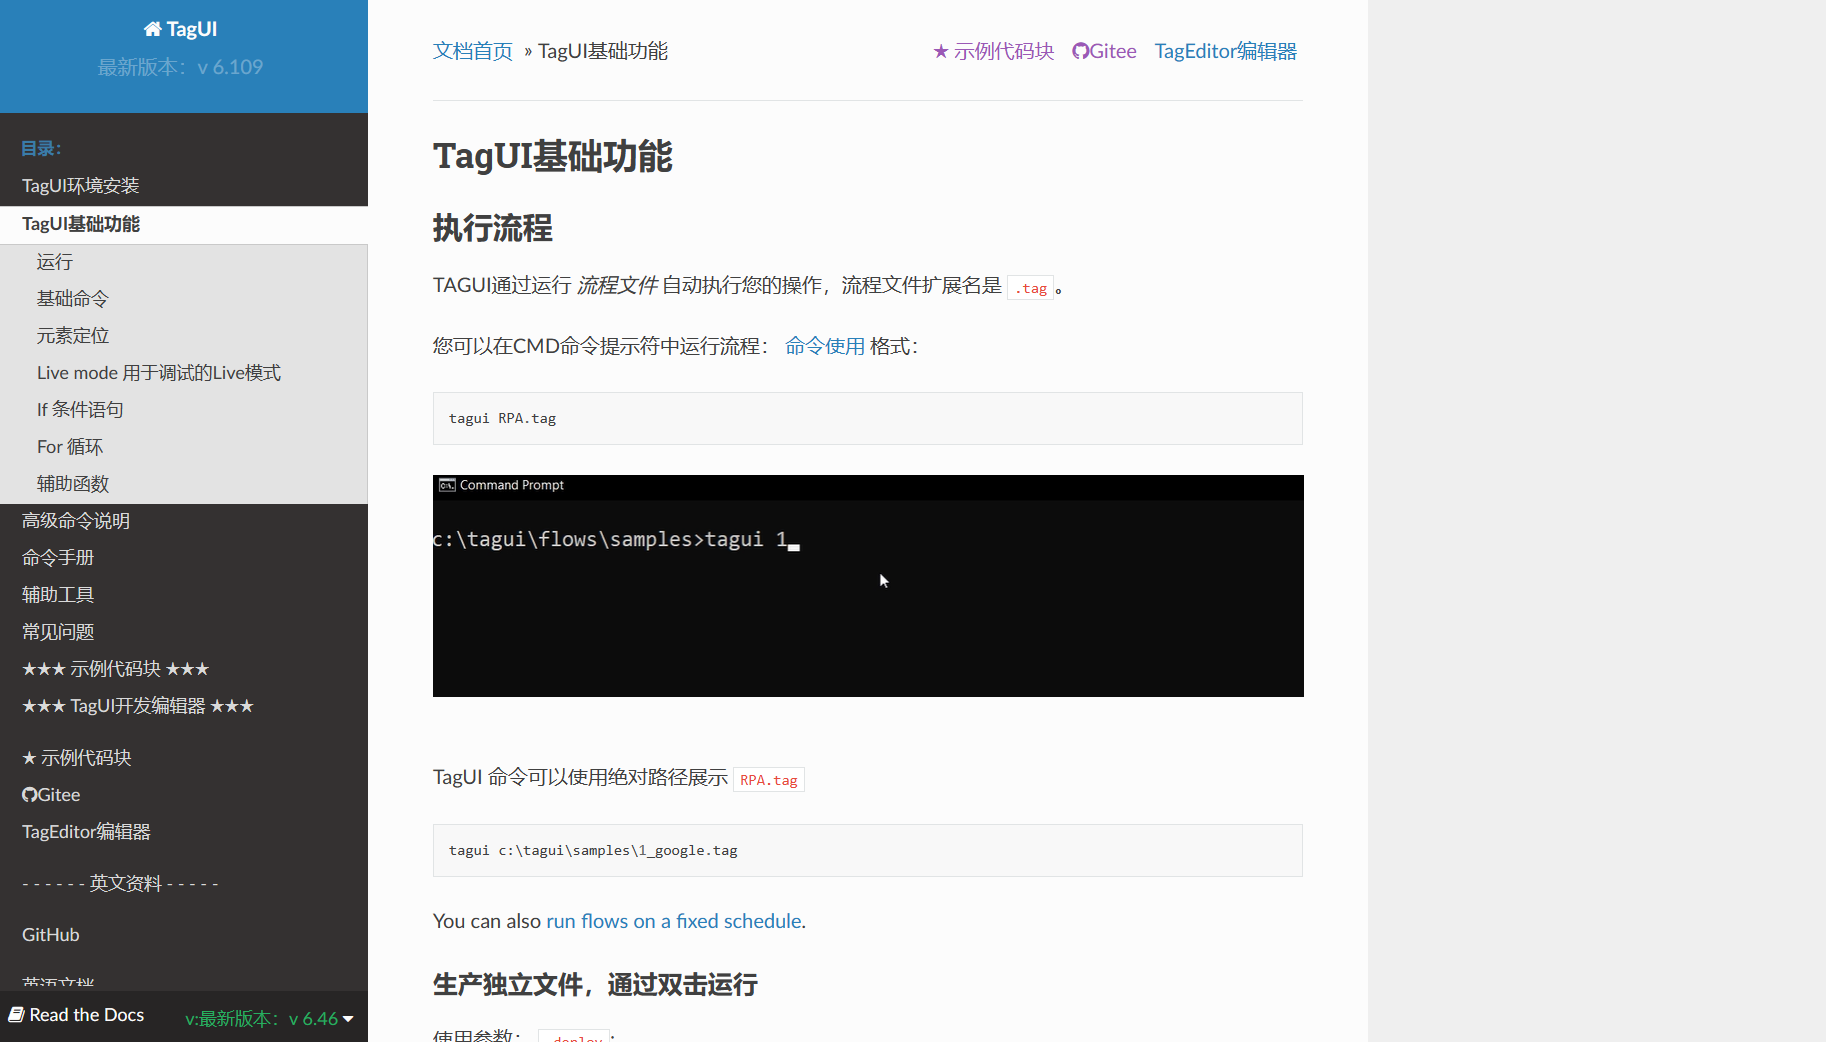 TagUI
最新版本：v 6.109
目录：
TagUI环境安装
TagUI基础功能
运行
基础命令
元素定位
Live mode 用于调试的Live模式
If 条件语句
For 循环
辅助函数
高级命令说明
命令手册
辅助工具
常见问题
★★★ 示例代码块 ★★★
★★★ TagUI开发编辑器 ★★★
★ 示例代码块
Gitee
TagEditor编辑器
- - - - - - 英文资料 - - - - -
GitHub
英语文档
Read the Docs
v:最新版本：v 6.46
文档首页 » TagUI基础功能
★ 示例代码块 Gitee TagEditor编辑器
TagUI基础功能
执行流程
TAGUI通过运行 流程文件 自动执行您的操作，流程文件扩展名是 .tag 。
您可以在CMD命令提示符中运行流程： 命令使用 格式：
tagui RPA.tag
Command Prompt
c:\tagui\flows\samples>tagui 1
TagUI 命令可以使用绝对路径展示 RPA.tag
tagui c:\tagui\samples\1_google.tag
You can also run flows on a fixed schedule.
生产独立文件，通过双击运行
使用参数： -deploy ：